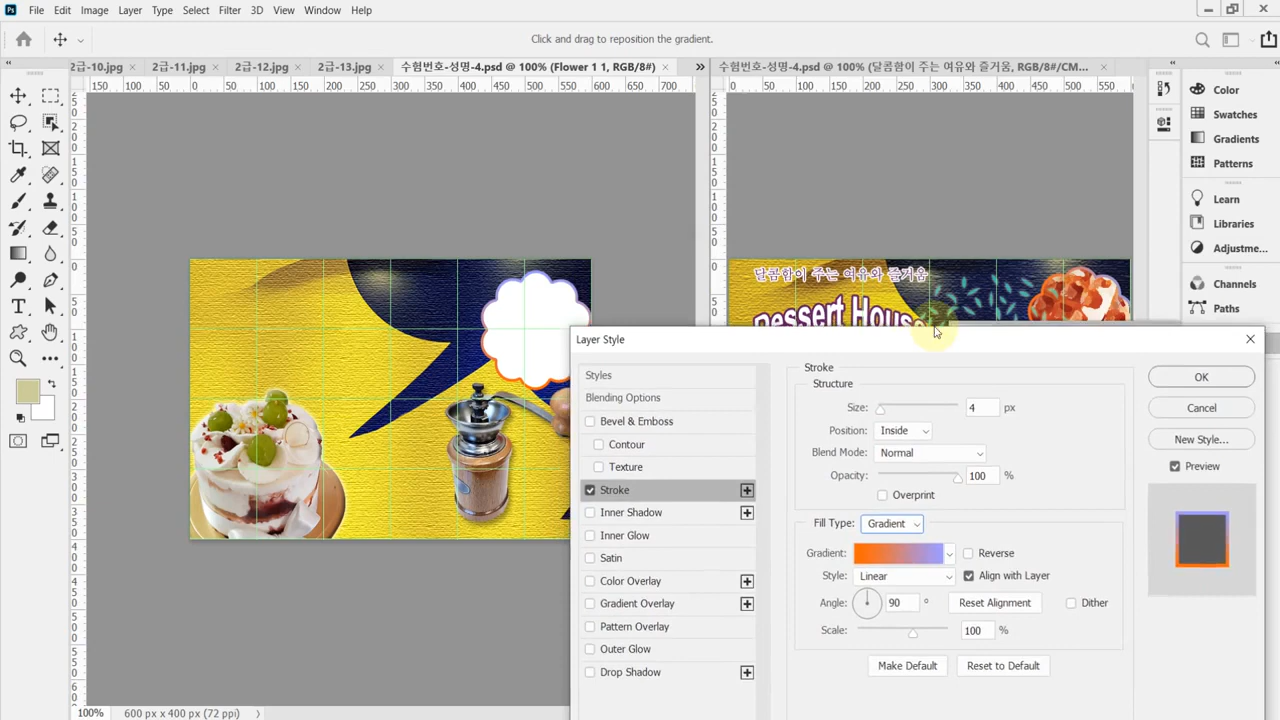 File Edit Image Layer Type Select Filter 3D View Window Help
Click and drag to reposition the gradient.
2급-10.jpg × 2급-11.jpg × 2급-12.jpg × 2급-13.jpg × 수험번호-성명-4.psd @ 100% (Flower 1 1, RGB/8#) ×
수험번호-성명-4.psd @ 100% (달콤함이 주는 여유와 즐거움, RGB/8#/CM... ×
150 100 50 0 50 100 150 200 250 300 350 400 450 500 550 600 650 700
0 50 100 150 200 250 300 350 400 450 500 550
Color
Swatches
Gradients
Patterns
Learn
Libraries
Adjustme...
Channels
Paths
달콤함이 주는 여유와 즐거움
Dessert House
Layer Style
Styles
Blending Options
Bevel & Emboss
Contour
Texture
Stroke
Inner Shadow
Inner Glow
Satin
Color Overlay
Gradient Overlay
Pattern Overlay
Outer Glow
Drop Shadow
Stroke
Structure
Size: 4 px
Position: Inside
Blend Mode: Normal
Opacity: 100 %
Overprint
Fill Type: Gradient
Gradient: Reverse
Style: Linear Align with Layer
Angle: 90 ° Reset Alignment Dither
Scale: 100 %
Make Default Reset to Default
OK
Cancel
New Style...
Preview
100% 600 px x 400 px (72 ppi)